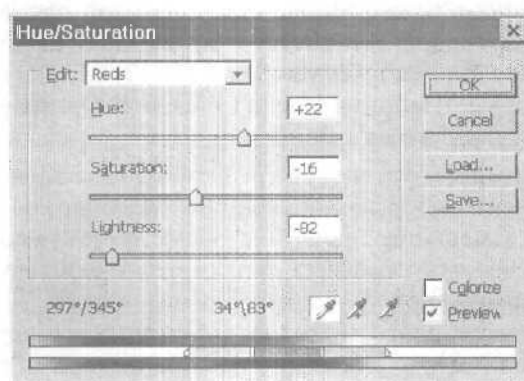 Hue/Saturation
Edit: Reds
OK
Hue: +22
Cancel
Saturation: -16
Load...
Save...
Lightness: -82
Colorize
297°/345° 34°\83°
Preview